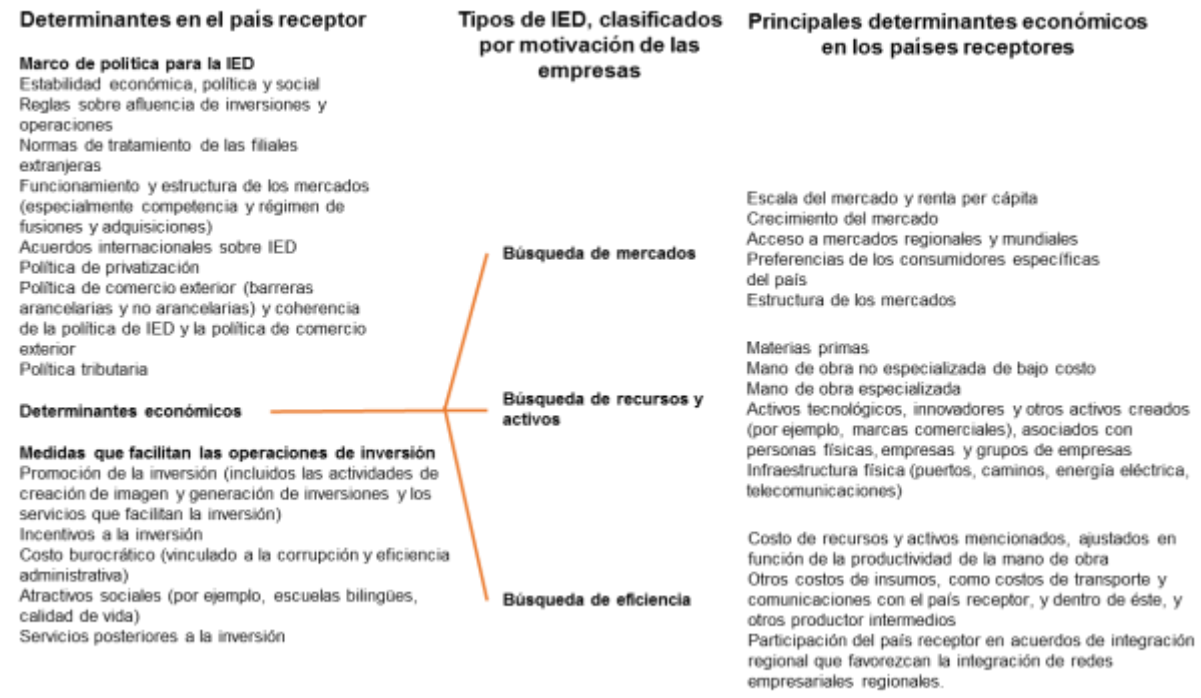 Determinantes en el país receptor
Marco de política para la IED
Estabilidad económica, política y social
Reglas sobre afluencia de inversiones y
operaciones
Normas de tratamiento de las filiales
extranjeras
Funcionamiento y estructura de los mercados
(especialmente competencia y régimen de
fusiones y adquisiciones)
Acuerdos internacionales sobre IED
Política de privatización
Política de comercio exterior (barreras
arancelarias y no arancelarias) y coherencia
de la política de IED y la política de comercio
exterior
Política tributaria
Determinantes económicos
Medidas que facilitan las operaciones de inversión
Promoción de la inversión (incluidos las actividades de
creación de imagen y generación de inversiones y los
servicios que facilitan la inversión)
Incentivos a la inversión
Costo burocrático (vinculado a la corrupción y eficiencia
administrativa)
Atractivos sociales (por ejemplo, escuelas bilingües,
calidad de vida)
Servicios posteriores a la inversión
Tipos de IED, clasificados
por motivación de las
empresas
Búsqueda de mercados
Búsqueda de recursos y
activos
Búsqueda de eficiencia
Principales determinantes económicos
en los países receptores
Escala del mercado y renta per cápita
Crecimiento del mercado
Acceso a mercados regionales y mundiales
Preferencias de los consumidores específicas
del país
Estructura de los mercados
Materias primas
Mano de obra no especializada de bajo costo
Mano de obra especializada
Activos tecnológicos, innovadores y otros activos creados
(por ejemplo, marcas comerciales), asociados con
personas físicas, empresas y grupos de empresas
Infraestructura física (puertos, caminos, energía eléctrica,
telecomunicaciones)
Costo de recursos y activos mencionados, ajustados en
función de la productividad de la mano de obra
Otros costos de insumos, como costos de transporte y
comunicaciones con el país receptor, y dentro de éste, y
otros productor intermedios
Participación del país receptor en acuerdos de integración
regional que favorezcan la integración de redes
empresariales regionales.